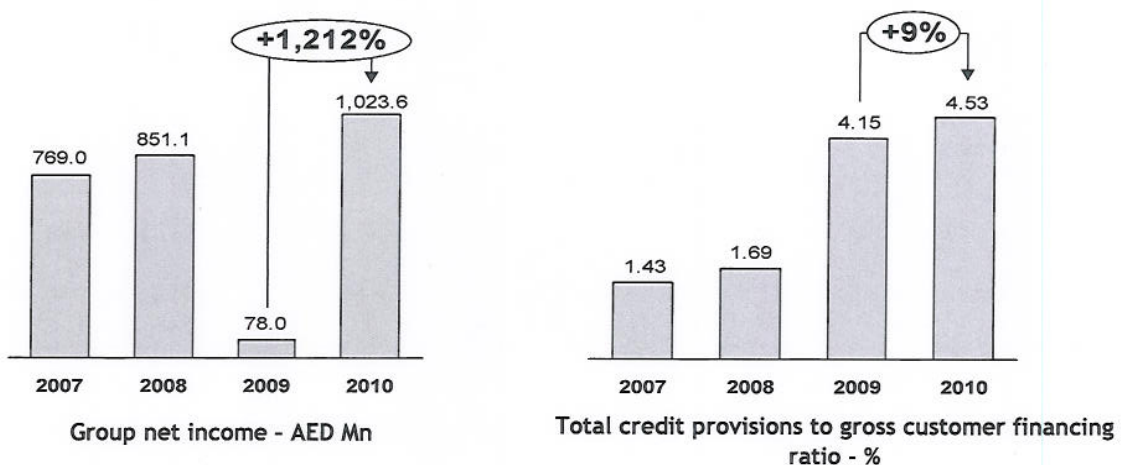 +1,212%
1,023.6
851.1
769.0
78.0
2007 2008 2009 2010
Group net income - AED Mn
+9%
4.53
4.15
1.69
1.43
2007 2008 2009 2010
Total credit provisions to gross customer financing
ratio - %